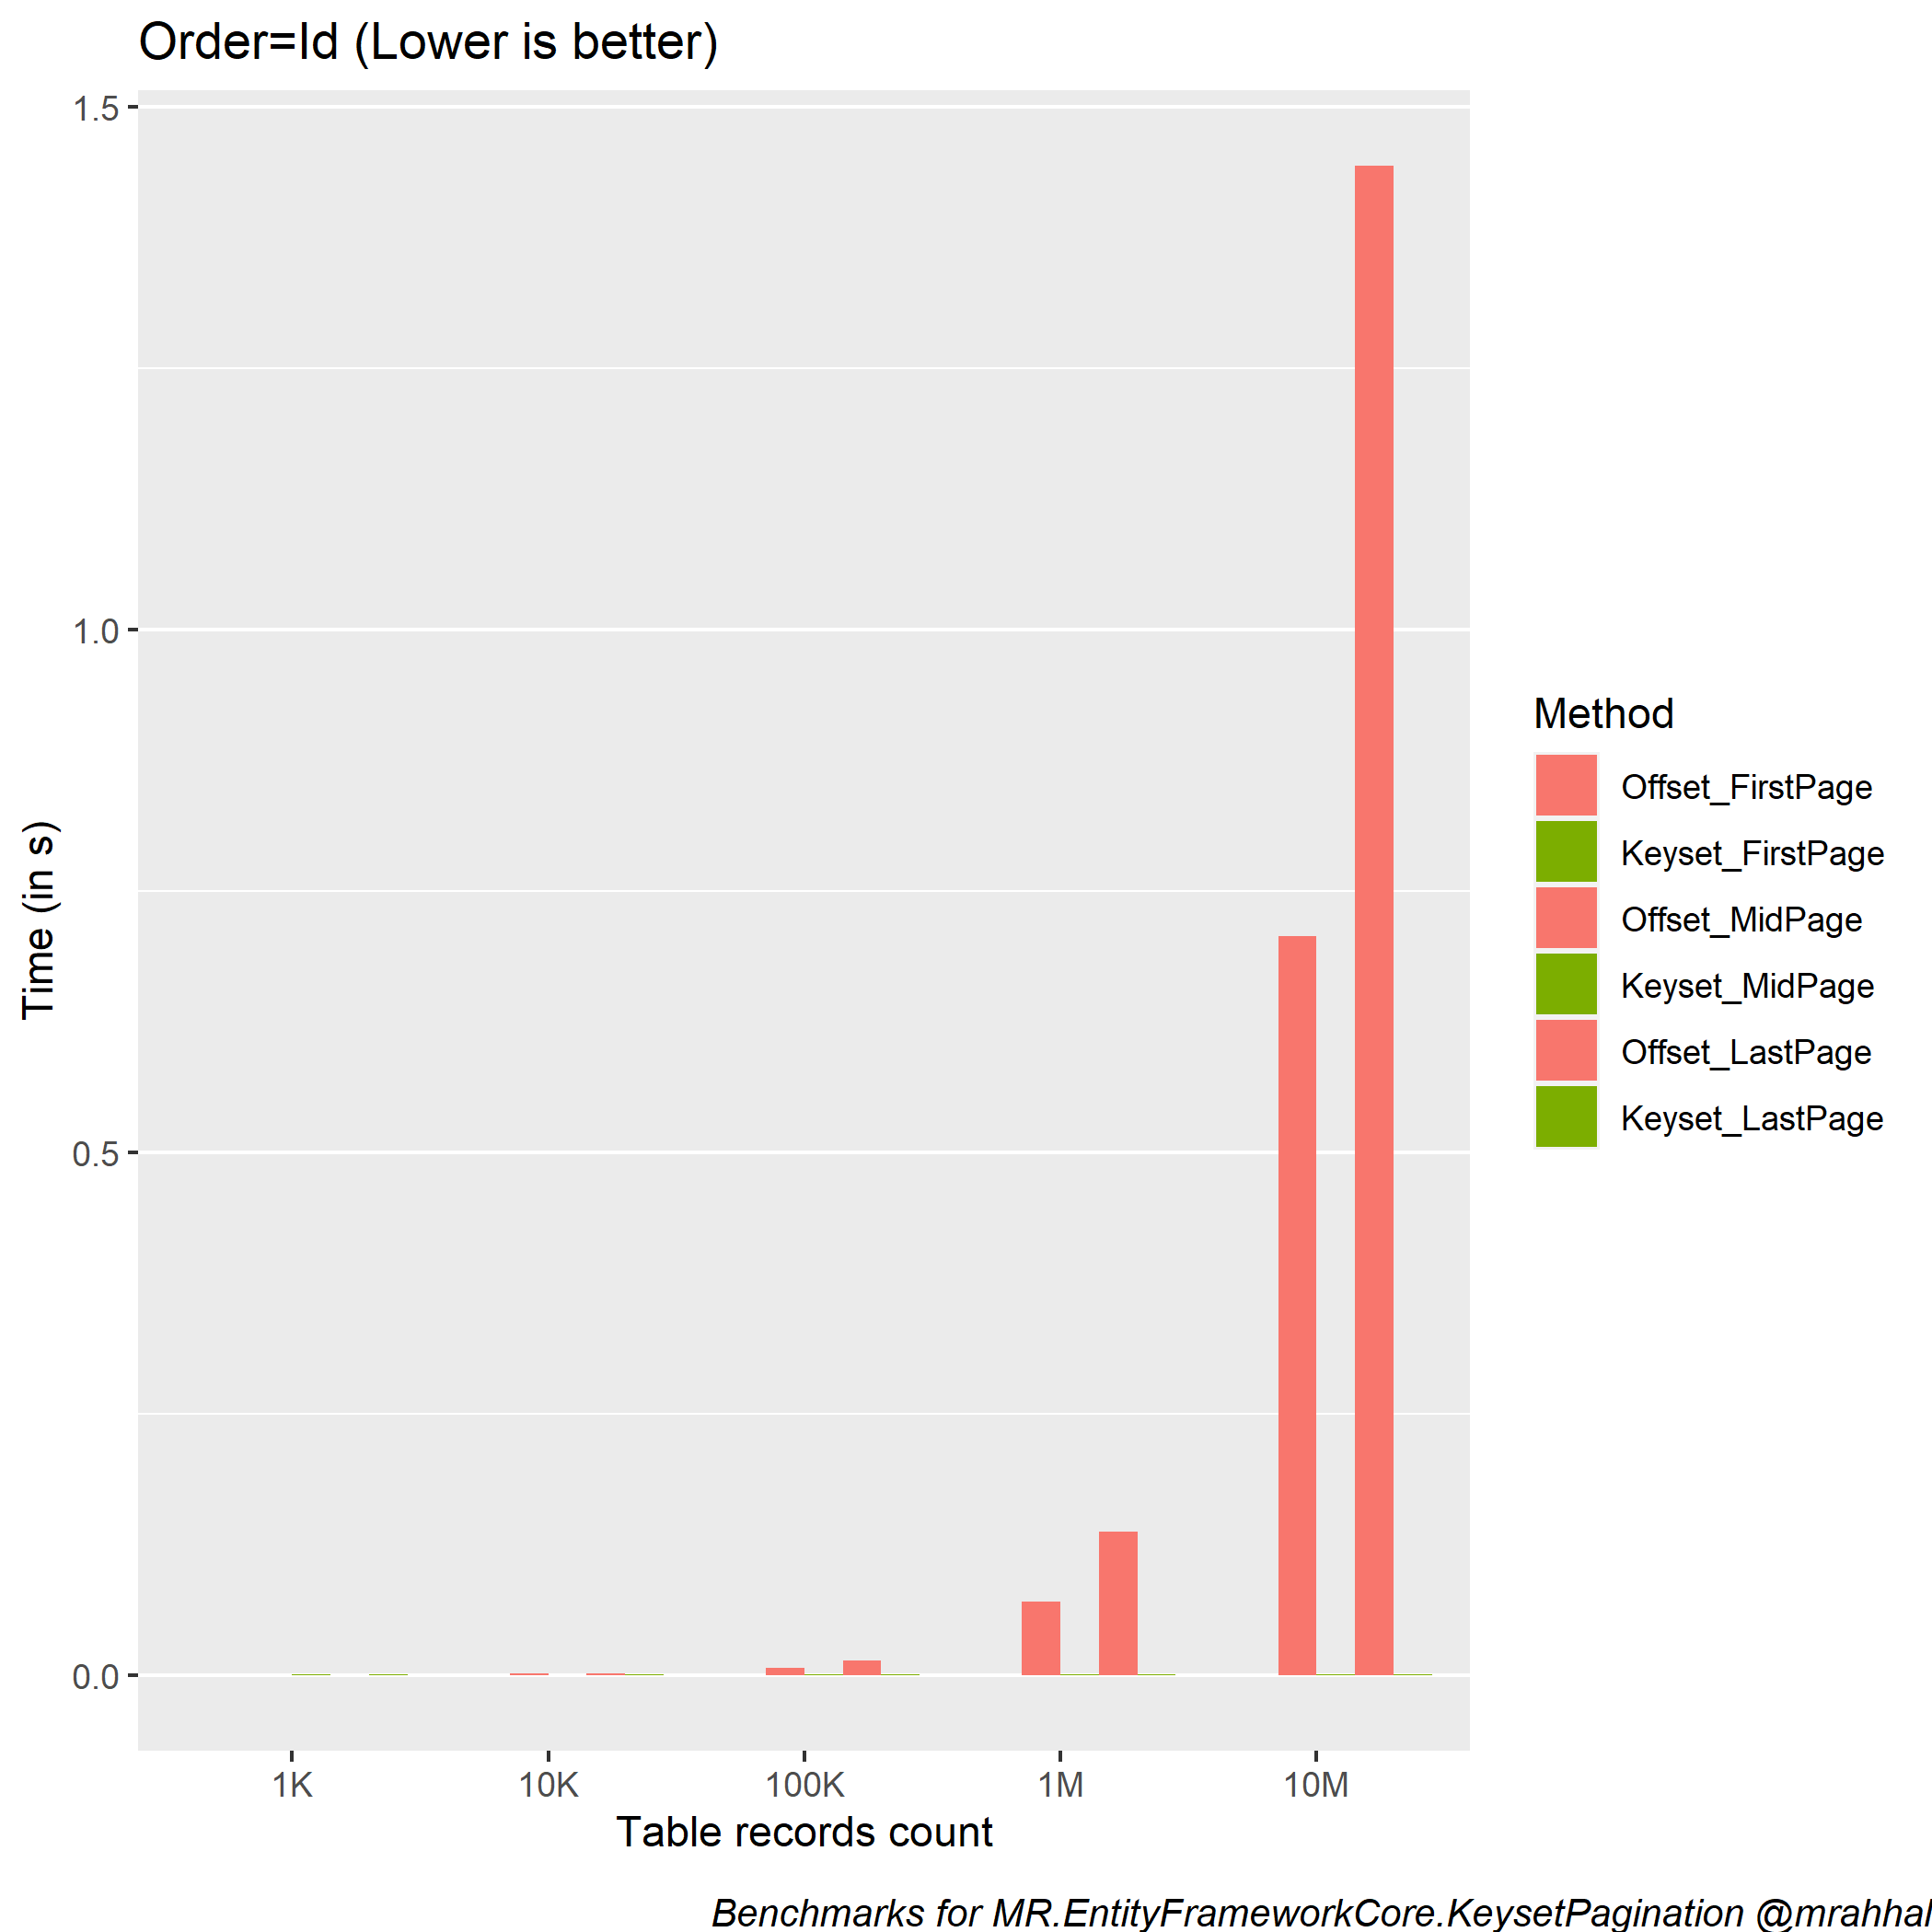 Order=Id (Lower is better)
1.5
1.0
0.5
0.0
Time (in s)
1K 10K 100K 1M 10M
Table records count
Method
Offset_FirstPage
Keyset_FirstPage
Offset_MidPage
Keyset_MidPage
Offset_LastPage
Keyset_LastPage
Benchmarks for MR.EntityFrameworkCore.KeysetPagination @mrahhal